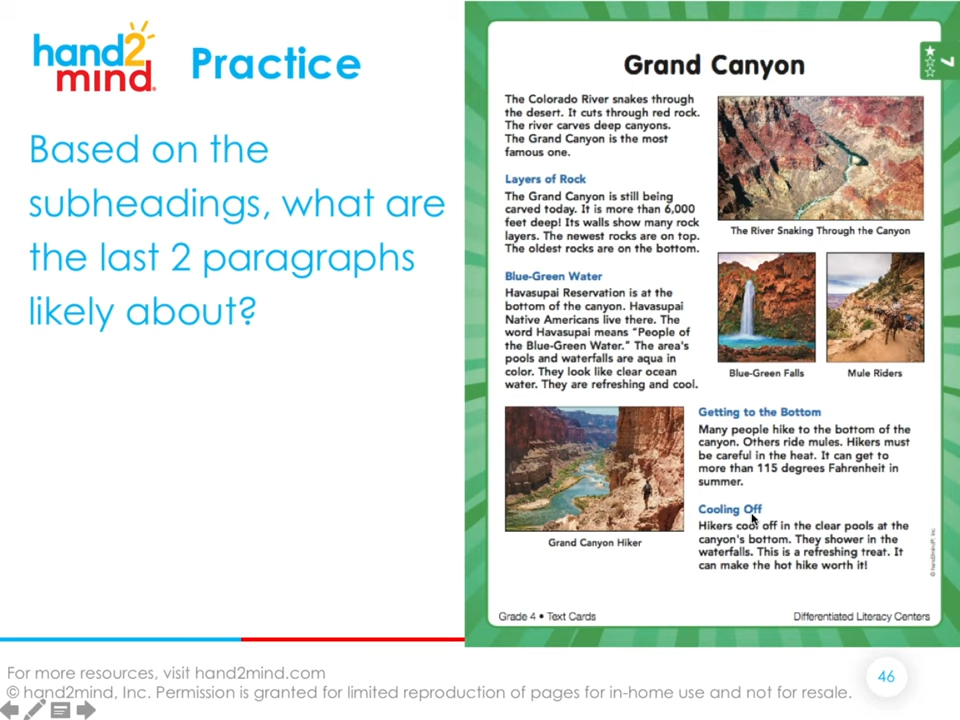 hand2
mind®
Practice
Based on the
subheadings, what are
the last 2 paragraphs
likely about?
7
Grand Canyon
The Colorado River snakes through
the desert. It cuts through red rock.
The river carves deep canyons.
The Grand Canyon is the most
famous one.
Layers of Rock
The Grand Canyon is still being
carved today. It is more than 6,000
feet deep! Its walls show many rock
layers. The newest rocks are on top.
The oldest rocks are on the bottom.
Blue-Green Water
Havasupai Reservation is at the
bottom of the canyon. Havasupai
Native Americans live there. The
word Havasupai means “People of
the Blue-Green Water.” The area's
pools and waterfalls are aqua in
color. They look like clear ocean
water. They are refreshing and cool.
The River Snaking Through the Canyon
Blue-Green Falls
Mule Riders
Grand Canyon Hiker
Getting to the Bottom
Many people hike to the bottom of the
canyon. Others ride mules. Hikers must
be careful in the heat. It can get to
more than 115 degrees Fahrenheit in
summer.
Cooling Off
Hikers cool off in the clear pools at the
canyon's bottom. They shower in the
waterfalls. This is a refreshing treat. It
can make the hot hike worth it!
© hand2mind®, Inc.
Grade 4 • Text Cards
Differentiated Literacy Centers
For more resources, visit hand2mind.com
© hand2mind, Inc. Permission is granted for limited reproduction of pages for in-home use and not for resale.
46